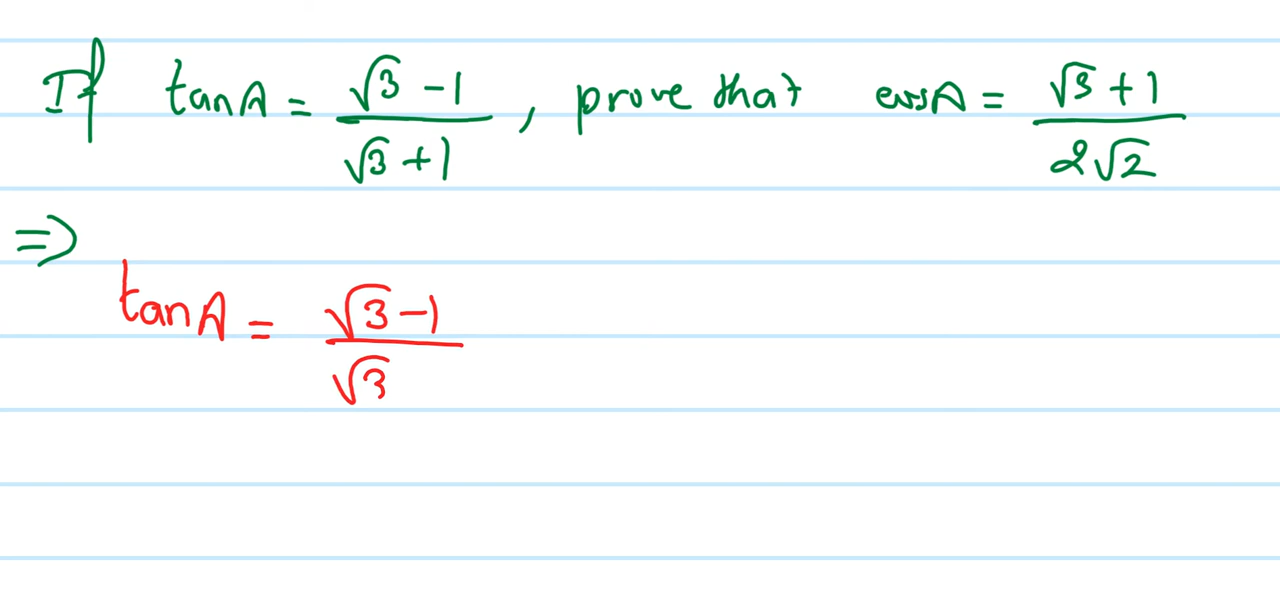 If tanA = (√3 - 1)/(√3 + 1), prove that cosA = (√3 + 1)/(2√2)
⇒
tanA = (√3 - 1)/(√3